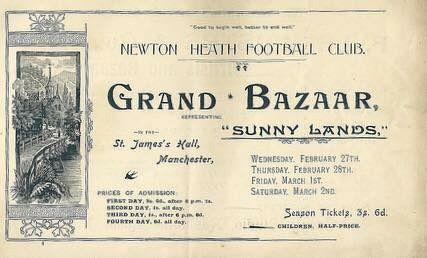 "Good to begin well, better to end well."
NEWTON HEATH FOOTBALL CLUB.
GRAND BAZAAR,
REPRESENTING
"SUNNY LANDS,"
IN THE
St. James's Hall,
Manchester,
WEDNESDAY, FEBRUARY 27TH.
THURSDAY, FEBRUARY 28TH.
FRIDAY, MARCH 1ST.
SATURDAY, MARCH 2ND.
PRICES OF ADMISSION:
FIRST DAY, 2s. 6d., after 6 p.m. 1s.
SECOND DAY, 1s. all day.
THIRD DAY, 1s., after 6 p.m. 6d.
FOURTH DAY, 6d. all day.
Season Tickets, 3s. 6d.
CHILDREN, HALF-PRICE.